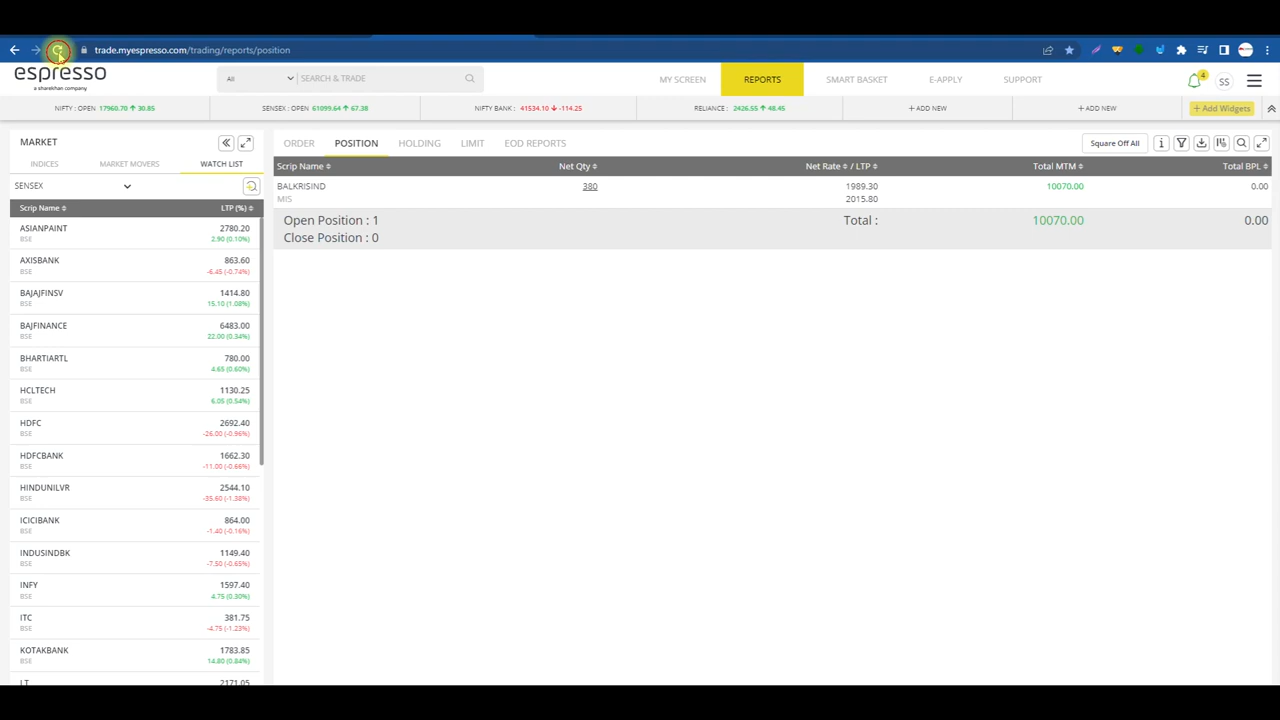 trade.myespresso.com/trading/reports/position
espresso
a sharekhan company
All
SEARCH & TRADE
MY SCREEN
REPORTS
SMART BASKET
E-APPLY
SUPPORT
4
SS
NIFTY : OPEN 17960.70 ↑ 30.85
SENSEX : OPEN 61099.64 ↑ 67.38
NIFTY BANK : 41534.10 ↓ -114.25
RELIANCE : 2426.55 ↑ 48.45
+ ADD NEW
+ ADD NEW
+ Add Widgets
MARKET
INDICES
MARKET MOVERS
WATCH LIST
SENSEX
Scrip Name
LTP (%)
ASIANPAINT 2780.20
BSE 2.90 (0.10%)
AXISBANK 863.60
BSE -6.45 (-0.74%)
BAJAJFINSV 1414.80
BSE 15.10 (1.08%)
BAJFINANCE 6483.00
BSE 22.00 (0.34%)
BHARTIARTL 780.00
BSE 4.65 (0.60%)
HCLTECH 1130.25
BSE 6.05 (0.54%)
HDFC 2692.40
BSE -26.00 (-0.96%)
HDFCBANK 1662.30
BSE -11.00 (-0.66%)
HINDUNILVR 2544.10
BSE -35.60 (-1.38%)
ICICIBANK 864.00
BSE -1.40 (-0.16%)
INDUSINDBK 1149.40
BSE -7.50 (-0.65%)
INFY 1597.40
BSE 4.75 (0.30%)
ITC 381.75
BSE -4.75 (-1.23%)
KOTAKBANK 1783.85
BSE 14.80 (0.84%)
LT 2171.05
ORDER
POSITION
HOLDING
LIMIT
EOD REPORTS
Square Off All
Scrip Name
Net Qty
Net Rate / LTP
Total MTM
Total BPL
BALKRISIND 380 1989.30 10070.00 0.00
MIS 2015.80
Open Position : 1 Total : 10070.00 0.00
Close Position : 0